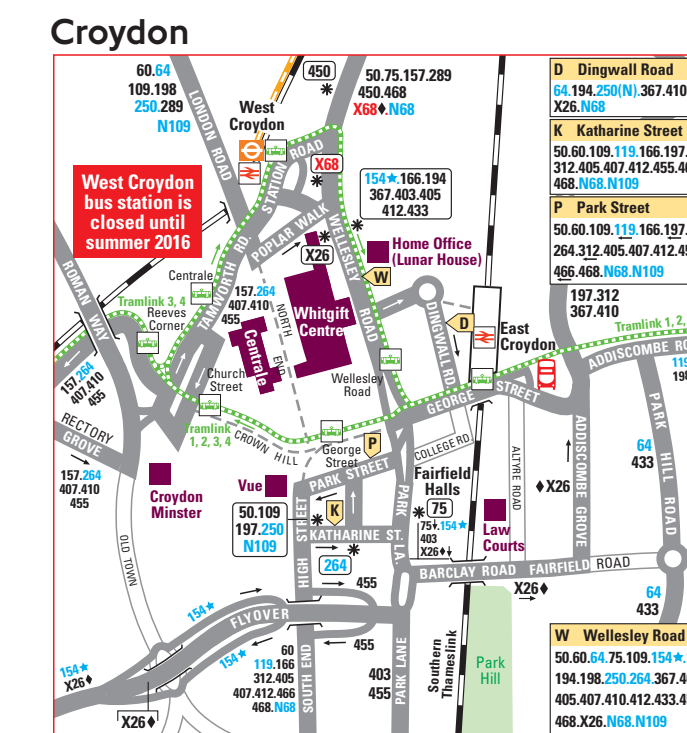 Croydon
60.64
109.198
250.289
N109
450
50.75.157.289
450.468
X68♦.N68
West
Croydon
LONDON ROAD
STATION ROAD
X68
154★.166.194
367.403.405
412.433
West Croydon
bus station is
closed until
summer 2016
POPLAR WALK
X26
WELLESLEY ROAD
Home Office
(Lunar House)
W
ROMAN WAY
Centrale
TAMWORTH RD.
Tramlink 3, 4
Reeves
Corner
157.264
407.410
455
NORTH END
Whitgift
Centre
Centrale
DINGWALL RD.
D
East
Croydon
197.312
367.410
Tramlink 1, 2,
ADDISCOMBE
119
157.264
407.410
455
Church
Street
Wellesley
Road
GEORGE STREET
Tramlink
1, 2, 3, 4
CROWN HILL
George
Street
P
COLLEGE RD.
RECTORY
GROVE
157.264
407.410
455
Croydon
Minster
Vue
PARK STREET
Fairfield
Halls
75
75.154★
403
X26♦
ALTYRE ROAD
♦X26
ADDISCOMBE GROVE
PARK HILL ROAD
64
433
50.109
197.250
N109
K
HIGH STREET
KATHARINE ST.
PARK LA.
Law
Courts
264
455
BARCLAY ROAD
FAIRFIELD ROAD
X26♦
OLD TOWN
154★
FLYOVER
154★
455
64
433
154★
X26♦
X26♦
60
119.166
312.405
407.412.466
468.N68
SOUTH END
403
455
PARK LANE
Southern
Thameslink
Park
Hill
D Dingwall Road
64.194.250(N).367.410
X26.N68
K Katharine Street
50.60.109.119.166.197.
312.405.407.412.455.4
468.N68.N109
P Park Street
50.60.109.119.166.197.
264.312.405.407.412.4
466.468.N68.N109
W Wellesley Road
50.60.64.75.109.154★.
194.198.250.264.367.4
405.407.410.412.433.4
468.X26.N68.N109